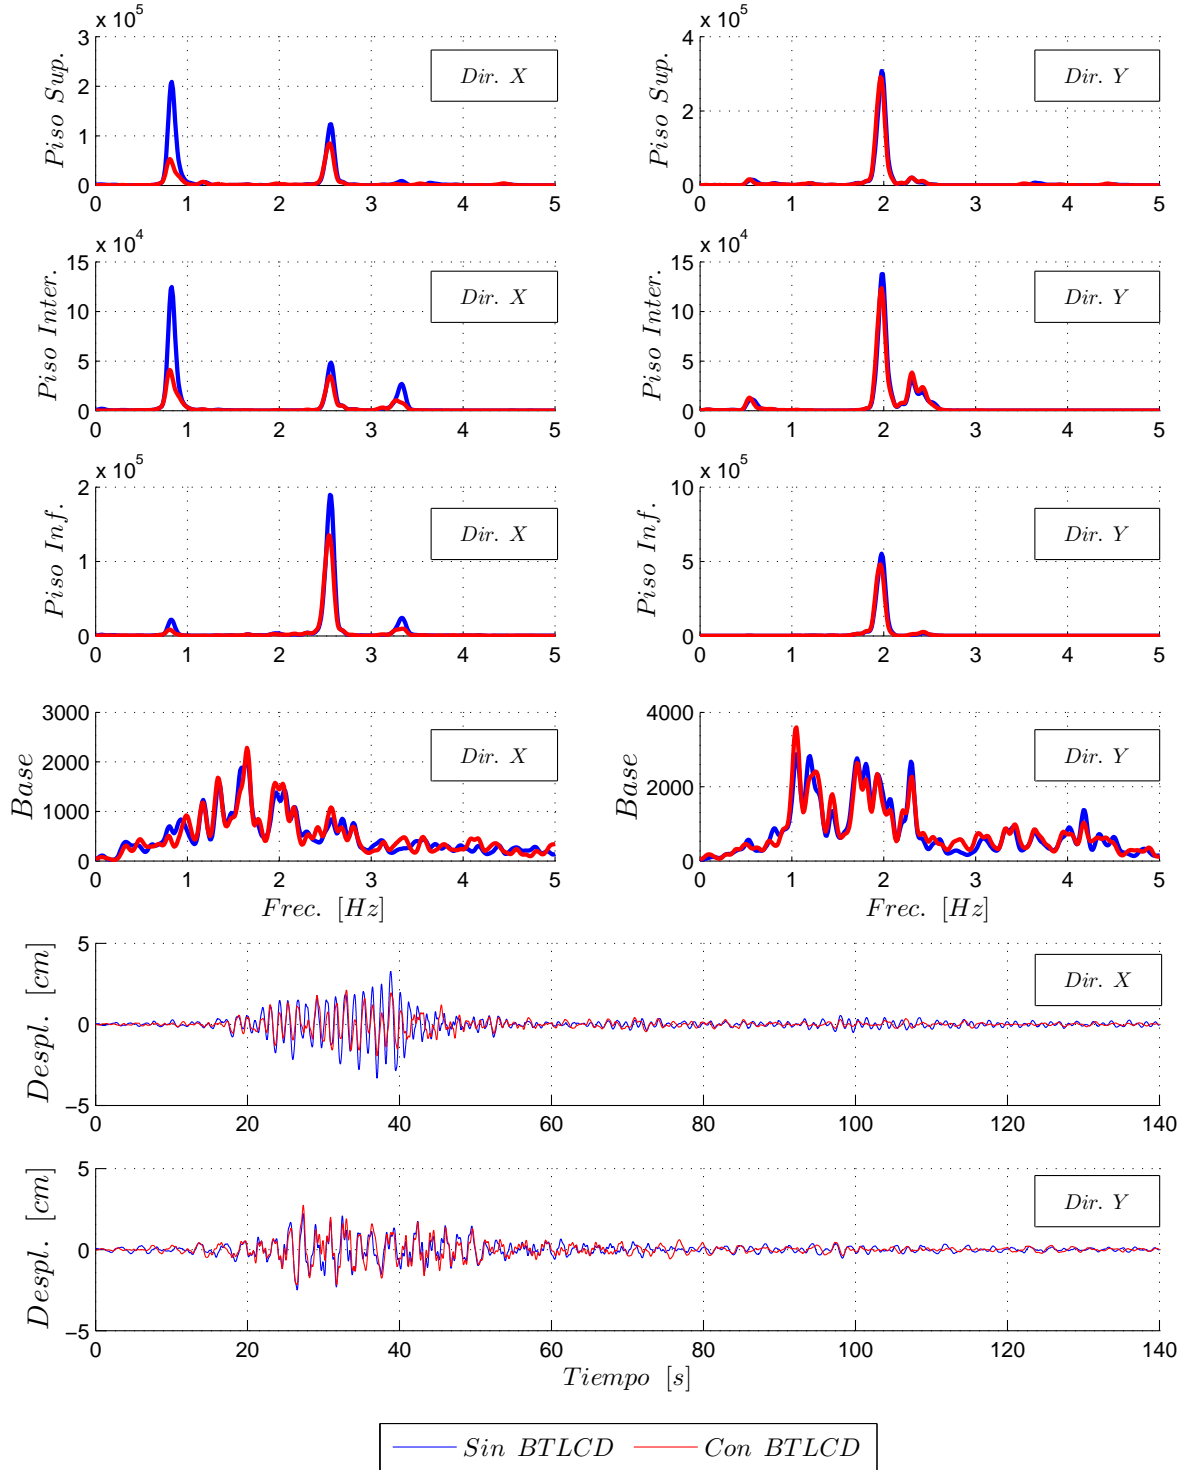 x 10^5
3
2
1
0
Piso Sup.
Dir. X
0 1 2 3 4 5
x 10^5
4
2
0
Piso Sup.
Dir. Y
0 1 2 3 4 5
x 10^4
15
10
5
0
Piso Inter.
Dir. X
0 1 2 3 4 5
x 10^4
15
10
5
0
Piso Inter.
Dir. Y
0 1 2 3 4 5
x 10^5
2
1
0
Piso Inf.
Dir. X
0 1 2 3 4 5
x 10^5
10
5
0
Piso Inf.
Dir. Y
0 1 2 3 4 5
3000
2000
1000
0
Base
Dir. X
0 1 2 3 4 5
Frec. [Hz]
4000
2000
0
Base
Dir. Y
0 1 2 3 4 5
Frec. [Hz]
5
0
−5
Despl. [cm]
Dir. X
0 20 40 60 80 100 120 140
5
0
−5
Despl. [cm]
Dir. Y
0 20 40 60 80 100 120 140
Tiempo [s]
Sin BTLCD Con BTLCD